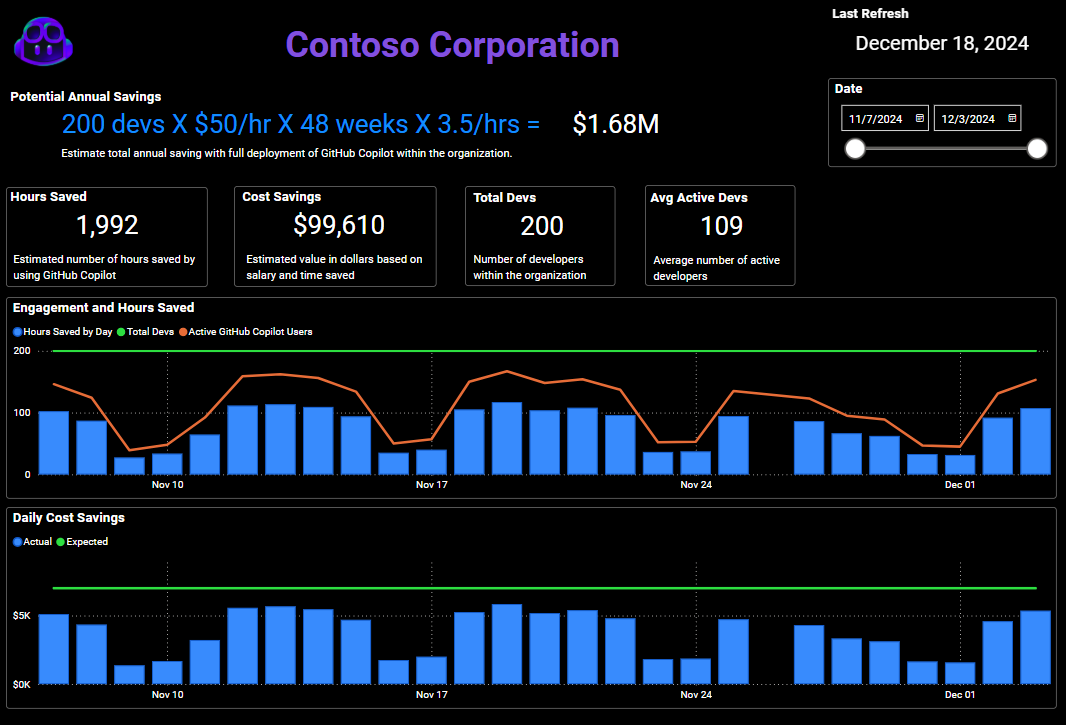 Contoso Corporation
Last Refresh
December 18, 2024
Date
11/7/2024
12/3/2024
Potential Annual Savings
200 devs X $50/hr X 48 weeks X 3.5/hrs =
$1.68M
Estimate total annual saving with full deployment of GitHub Copilot within the organization.
Hours Saved
1,992
Estimated number of hours saved by
using GitHub Copilot
Cost Savings
$99,610
Estimated value in dollars based on
salary and time saved
Total Devs
200
Number of developers
within the organization
Avg Active Devs
109
Average number of active
developers
Engagement and Hours Saved
Hours Saved by Day Total Devs Active GitHub Copilot Users
200
100
0
Nov 10 Nov 17 Nov 24 Dec 01
Daily Cost Savings
Actual Expected
$5K
$0K
Nov 10 Nov 17 Nov 24 Dec 01